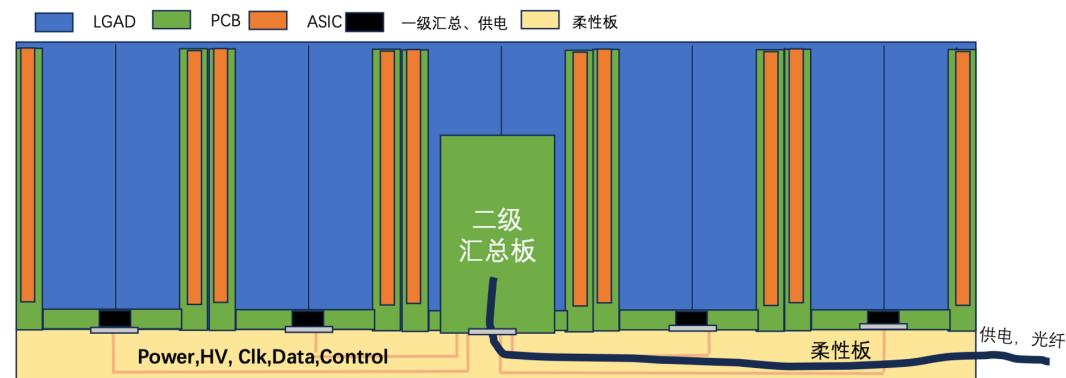 LGAD PCB ASIC 一级汇总、供电 柔性板
二级
汇总板
供电，光纤
Power,HV, Clk,Data,Control
柔性板